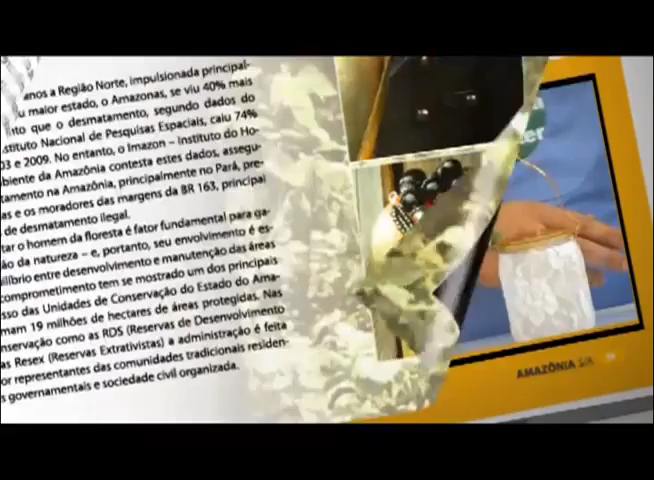 anos a Região Norte, impulsionada principal-
u maior estado, o Amazonas, se viu 40% mais
que o desmatamento, segundo dados do
stituto Nacional de Pesquisas Espaciais, caiu 74%
03 e 2009. No entanto, o Imazon – Instituto do Ho-
biente da Amazônia contesta estes dados, assegu-
tamento na Amazônia, principalmente no Pará, pre-
as e os moradores das margens da BR 163, principal
de desmatamento ilegal.
tar o homem da floresta é fator fundamental para ga-
ão da natureza – e, portanto, seu envolvimento é es-
ilíbrio entre desenvolvimento e manutenção das áreas
comprometimento tem se mostrado um dos principais
sso das Unidades de Conservação do Estado do Ama-
mam 19 milhões de hectares de áreas protegidas. Nas
nservação como as RDS (Reservas de Desenvolvimento
as Resex (Reservas Extrativistas) a administração é feita
or representantes das comunidades tradicionais residen-
s governamentais e sociedade civil organizada.
er
AMAZÔNIA S/A